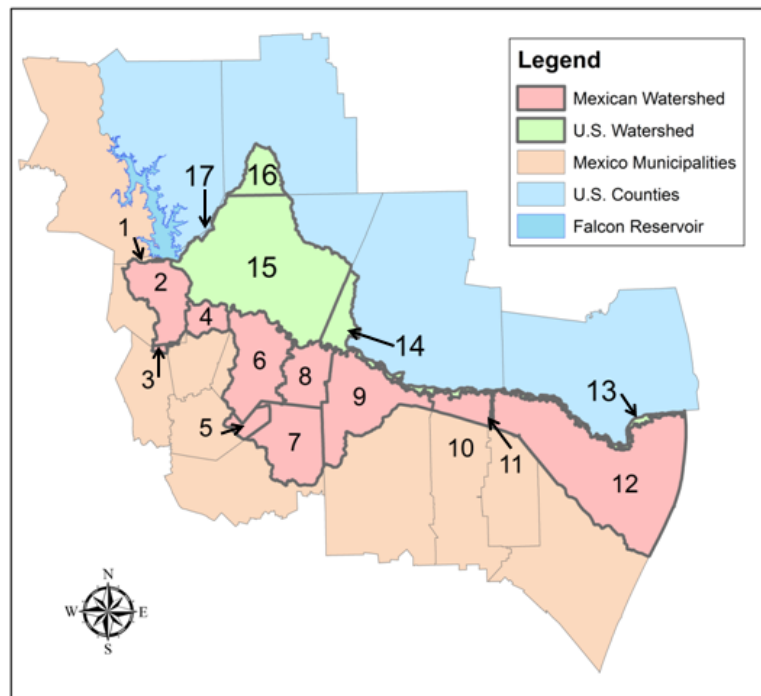 Legend
Mexican Watershed
U.S. Watershed
Mexico Municipalities
U.S. Counties
Falcon Reservoir
17
16
1
2
15
4
14
3
6
8
9
13
5
7
10
11
12
N
W
E
S